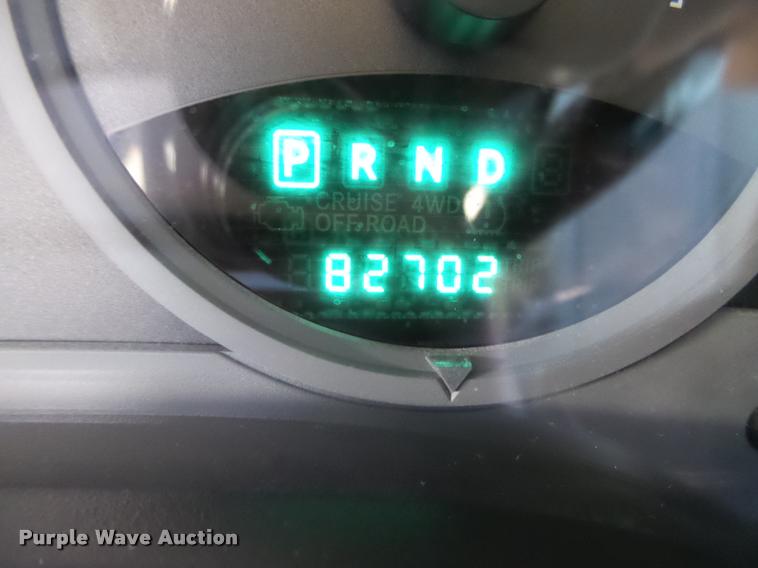 P R N D
CRUISE 4WD
OFF ROAD
82702
Purple Wave Auction